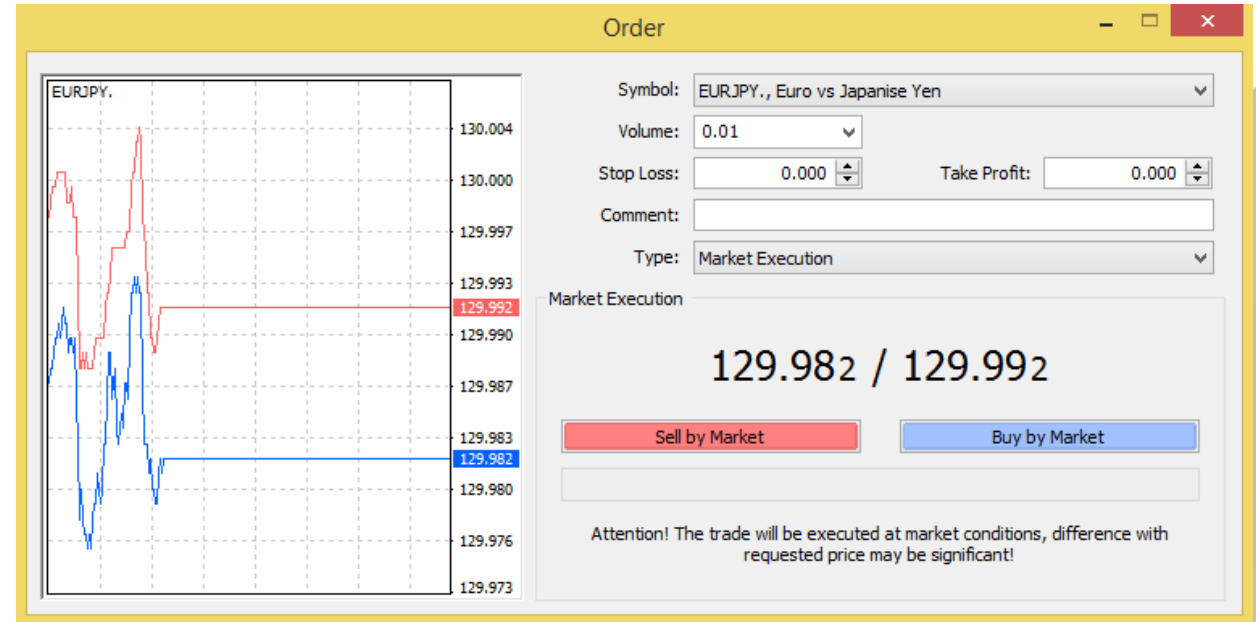 Order
EURJPY.
130.004
130.000
129.997
129.993
129.992
129.990
129.987
129.983
129.982
129.980
129.976
129.973
Symbol: EURJPY., Euro vs Japanise Yen
Volume: 0.01
Stop Loss: 0.000 Take Profit: 0.000
Comment:
Type: Market Execution
Market Execution
129.982 / 129.992
Sell by Market Buy by Market
Attention! The trade will be executed at market conditions, difference with
requested price may be significant!